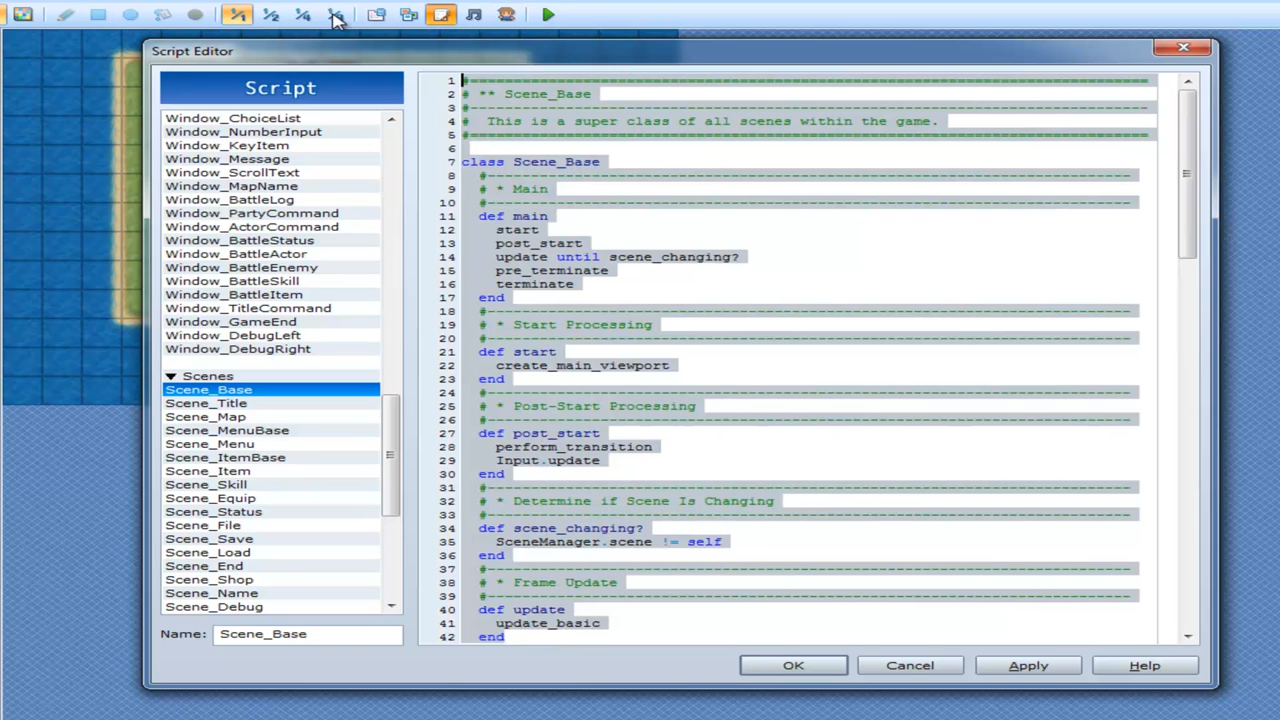 1/1
1/2
1/4
Script Editor
Script
Window_ChoiceList
Window_NumberInput
Window_KeyItem
Window_Message
Window_ScrollText
Window_MapName
Window_BattleLog
Window_PartyCommand
Window_ActorCommand
Window_BattleStatus
Window_BattleActor
Window_BattleEnemy
Window_BattleSkill
Window_BattleItem
Window_TitleCommand
Window_GameEnd
Window_DebugLeft
Window_DebugRight
▼ Scenes
Scene_Base
Scene_Title
Scene_Map
Scene_MenuBase
Scene_Menu
Scene_ItemBase
Scene_Item
Scene_Skill
Scene_Equip
Scene_Status
Scene_File
Scene_Save
Scene_Load
Scene_End
Scene_Shop
Scene_Name
Scene_Debug
Name: Scene_Base
1 #==============================================================================
2 # ** Scene_Base
3 #------------------------------------------------------------------------------
4 #  This is a super class of all scenes within the game.
5 #==============================================================================
6
7 class Scene_Base
8   #--------------------------------------------------------------------------
9   # * Main
10   #--------------------------------------------------------------------------
11   def main
12     start
13     post_start
14     update until scene_changing?
15     pre_terminate
16     terminate
17   end
18   #--------------------------------------------------------------------------
19   # * Start Processing
20   #--------------------------------------------------------------------------
21   def start
22     create_main_viewport
23   end
24   #--------------------------------------------------------------------------
25   # * Post-Start Processing
26   #--------------------------------------------------------------------------
27   def post_start
28     perform_transition
29     Input.update
30   end
31   #--------------------------------------------------------------------------
32   # * Determine if Scene Is Changing
33   #--------------------------------------------------------------------------
34   def scene_changing?
35     SceneManager.scene != self
36   end
37   #--------------------------------------------------------------------------
38   # * Frame Update
39   #--------------------------------------------------------------------------
40   def update
41     update_basic
42   end
OK
Cancel
Apply
Help